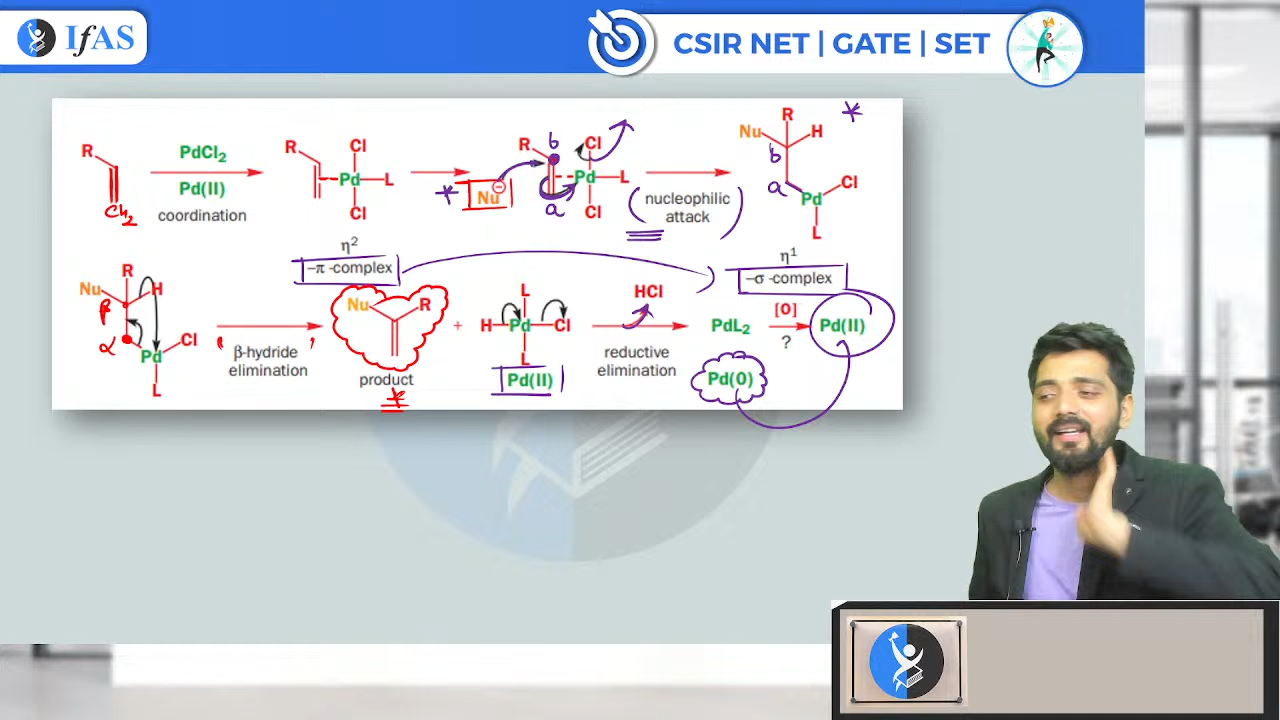 IfAS
CSIR NET | GATE | SET
R
CH₂
PdCl₂
Pd(II)
coordination
R
Cl
Pd
L
Cl
η²
–π -complex
*
Nu
⊖
R
b
a
Cl
Pd
L
Cl
nucleophilic
attack
R
*
Nu
H
b
a
Pd
Cl
L
η¹
–σ -complex
R
Nu
H
β
α
Pd
Cl
L
β-hydride
elimination
Nu
R
product
*
+
L
H
Pd
Cl
L
Pd(II)
HCl
reductive
elimination
PdL₂
Pd(0)
[O]
?
Pd(II)